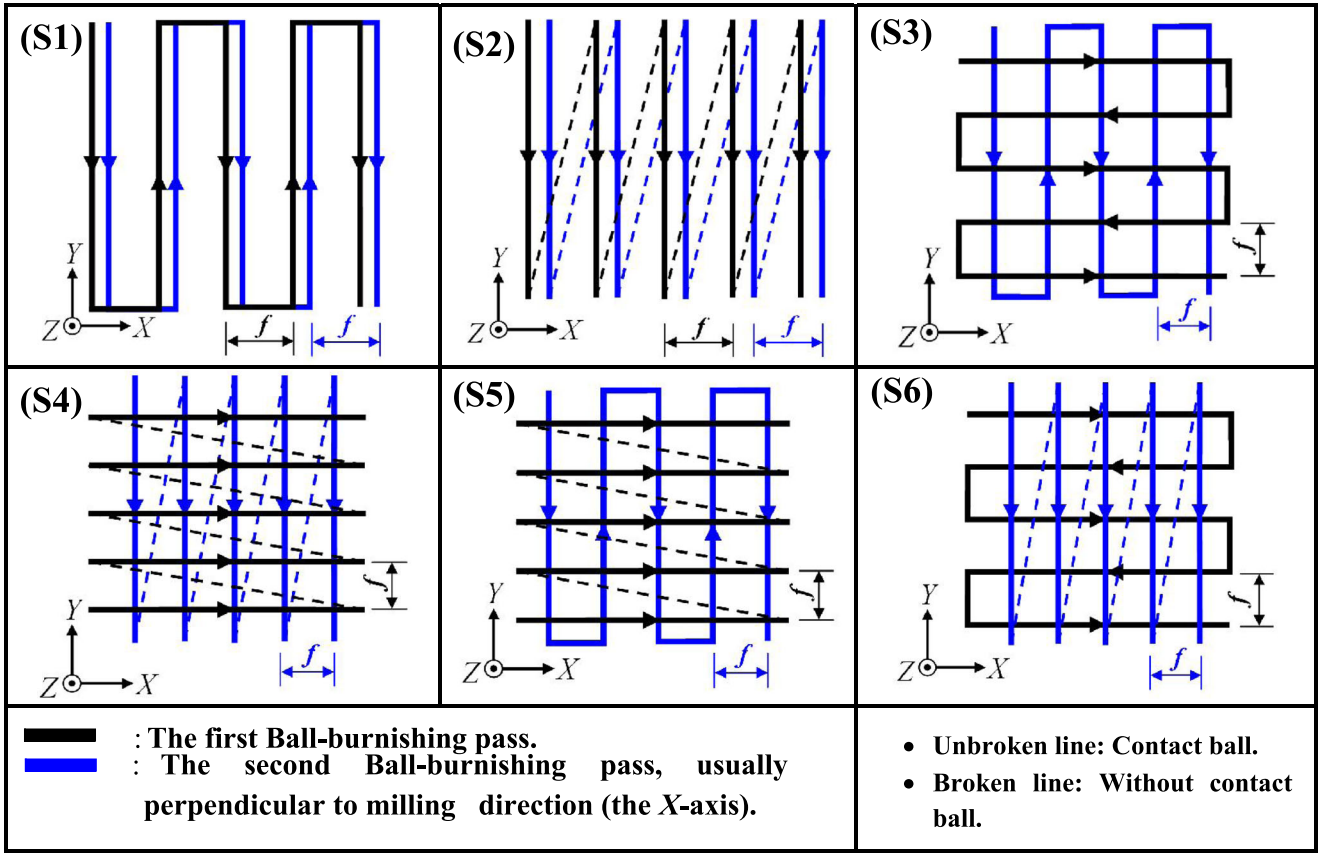 (S1)
Y
Z X
f f
(S2)
Y
Z X
f f
(S3)
Y
Z X
f
f
(S4)
Y
Z X
f
f
(S5)
Y
Z X
f
f
(S6)
Y
Z X
f
f
: The first Ball-burnishing pass.
: The second Ball-burnishing pass, usually
perpendicular to milling direction (the X-axis).
• Unbroken line: Contact ball.
• Broken line: Without contact
ball.